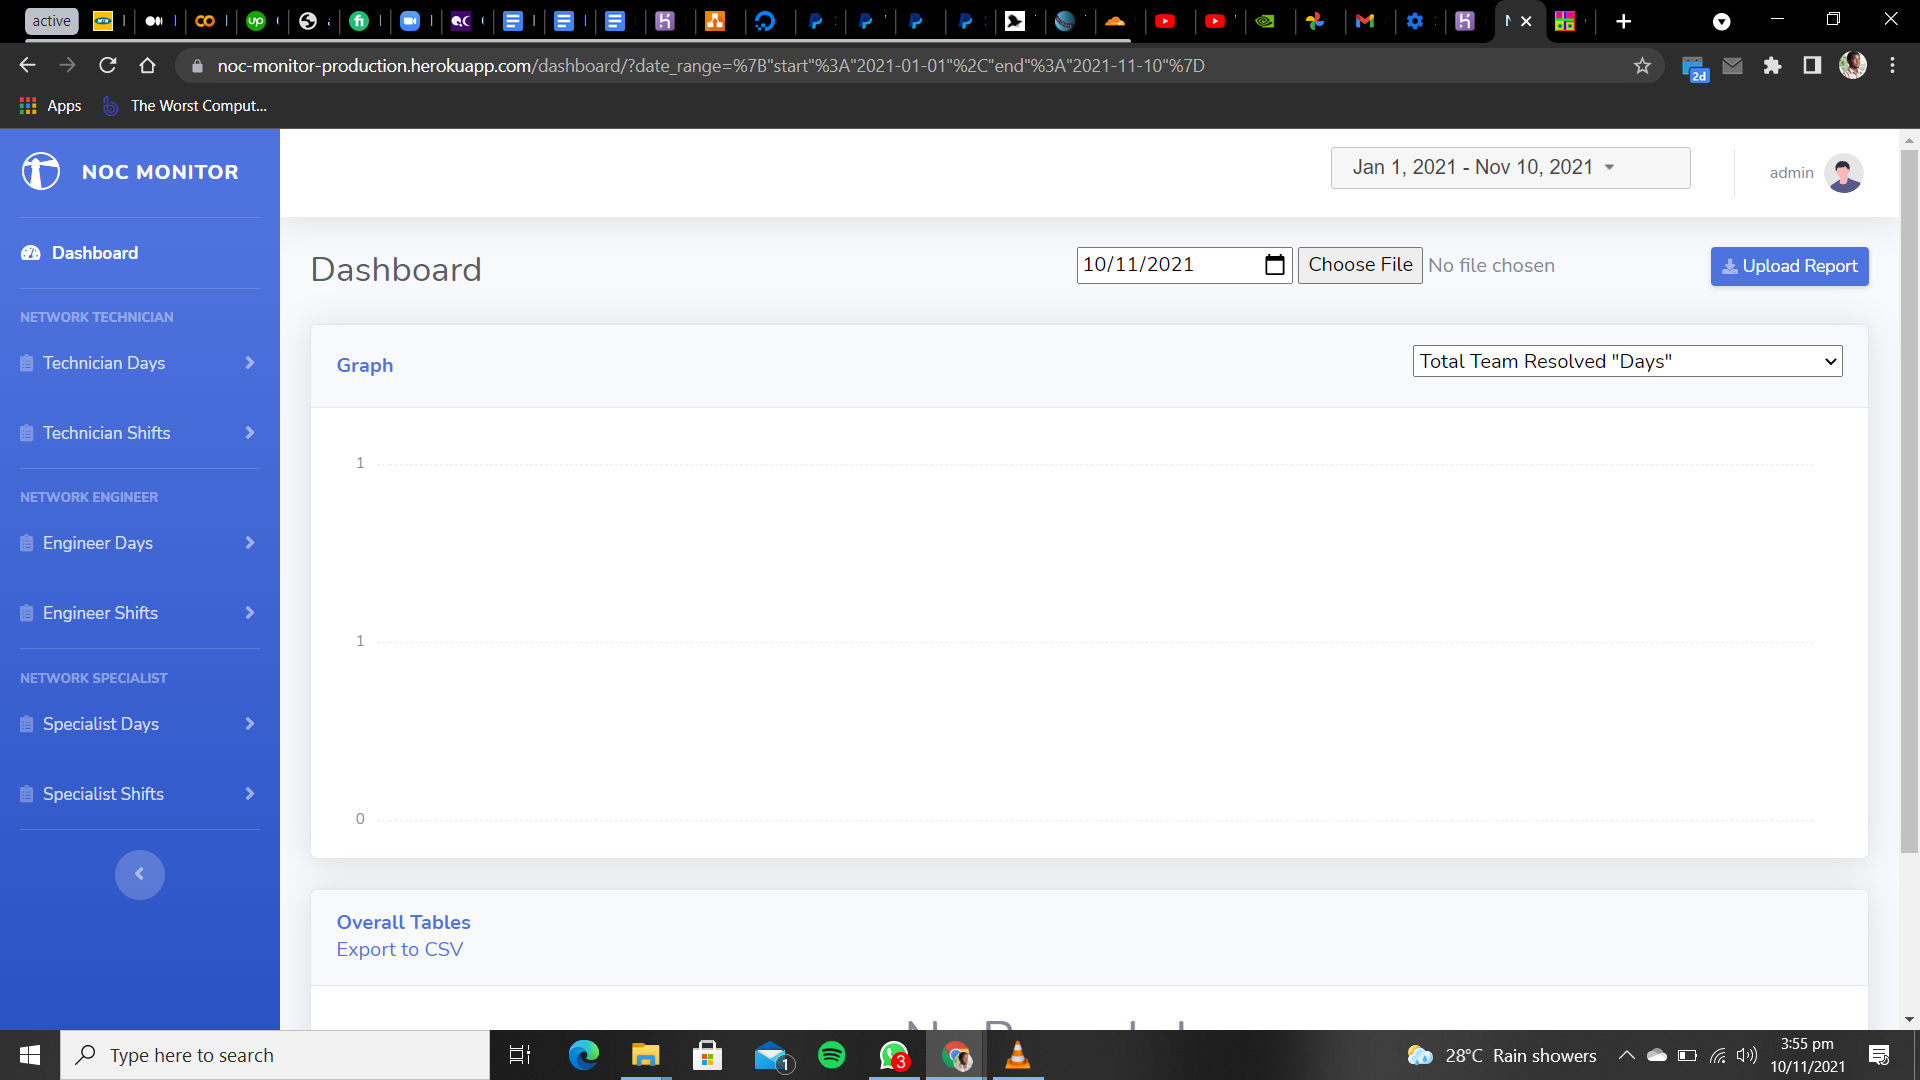 active
noc-monitor-production.herokuapp.com/dashboard/?date_range=%7B"start"%3A"2021-01-01"%2C"end"%3A"2021-11-10"%7D
2d
Apps
The Worst Comput...
NOC MONITOR
Jan 1, 2021 - Nov 10, 2021
admin
Dashboard
Dashboard
10/11/2021
Choose File
No file chosen
Upload Report
NETWORK TECHNICIAN
Technician Days
Technician Shifts
NETWORK ENGINEER
Engineer Days
Engineer Shifts
NETWORK SPECIALIST
Specialist Days
Specialist Shifts
Graph
Total Team Resolved "Days"
1
1
0
Overall Tables
Export to CSV
Type here to search
1
3
28°C Rain showers
3:55 pm
10/11/2021